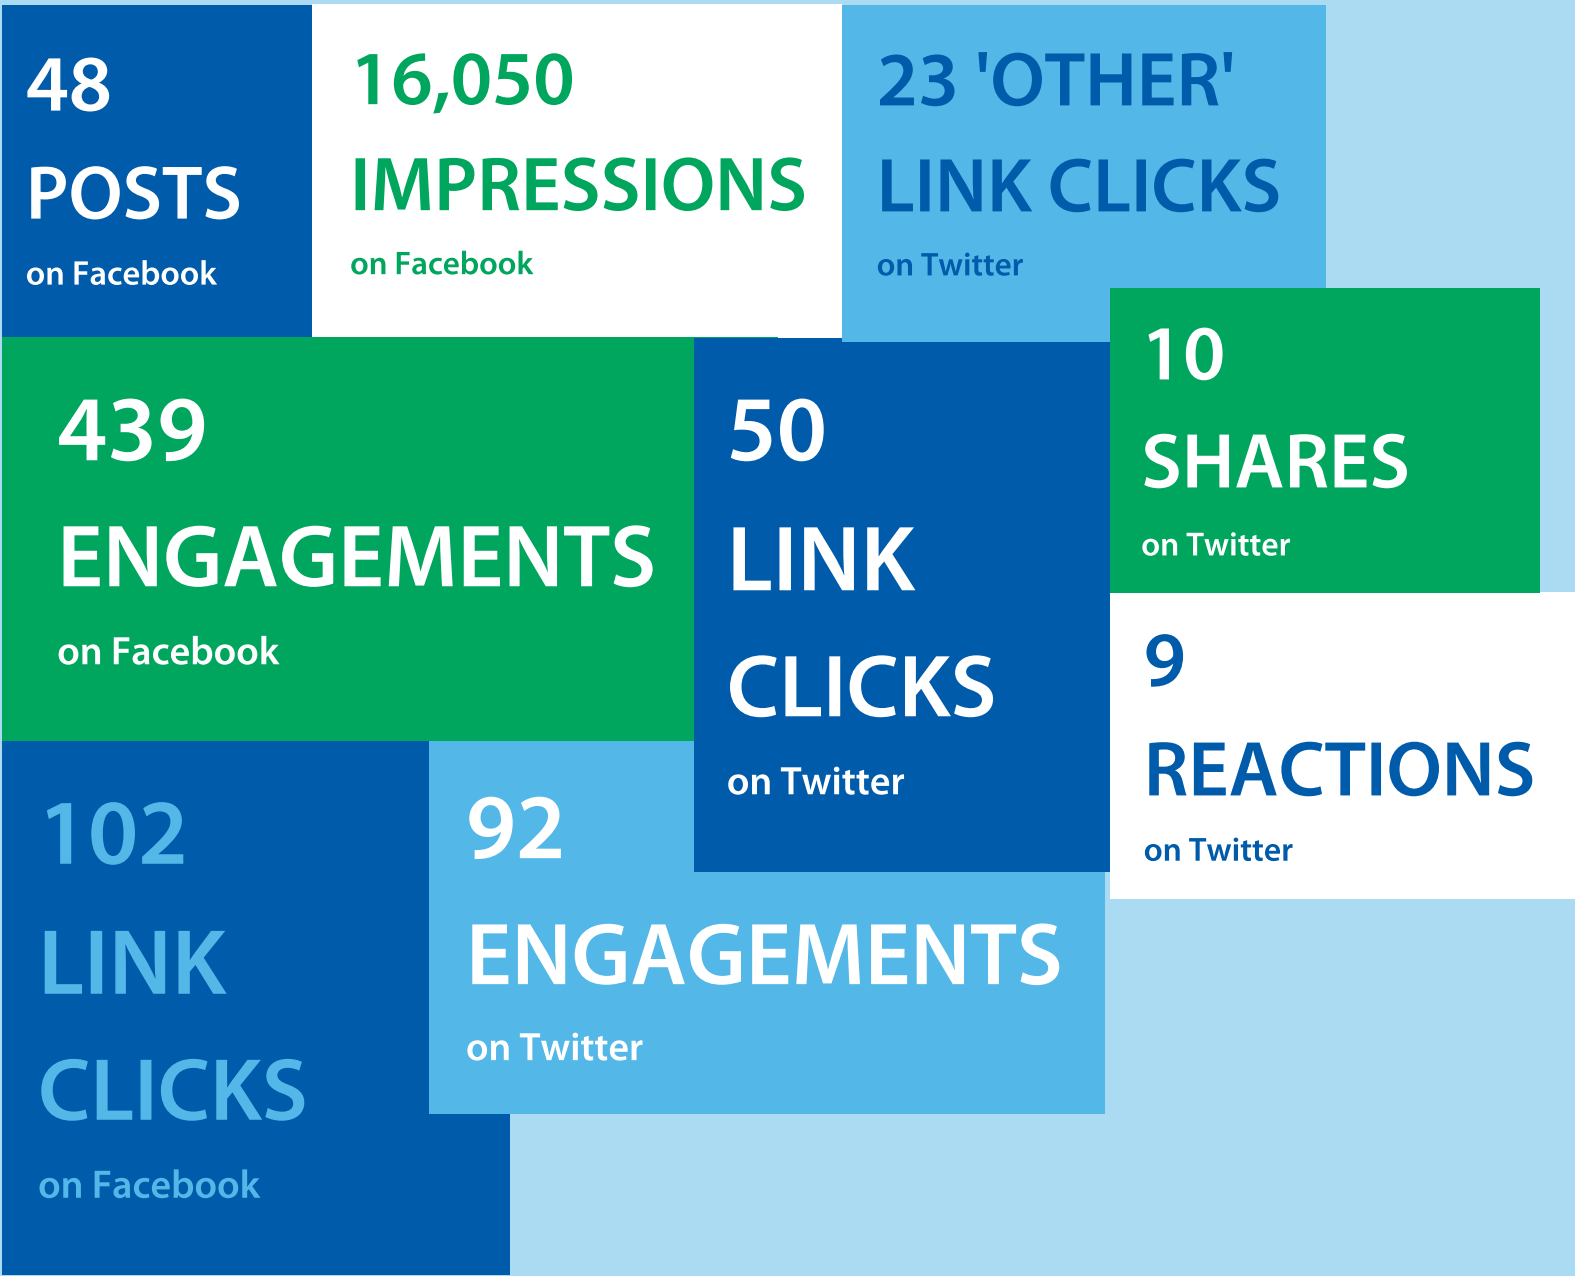 48
POSTS
on Facebook
16,050
IMPRESSIONS
on Facebook
23 'OTHER'
LINK CLICKS
on Twitter
439
ENGAGEMENTS
on Facebook
50
LINK
CLICKS
on Twitter
10
SHARES
on Twitter
9
REACTIONS
on Twitter
102
LINK
CLICKS
on Facebook
92
ENGAGEMENTS
on Twitter